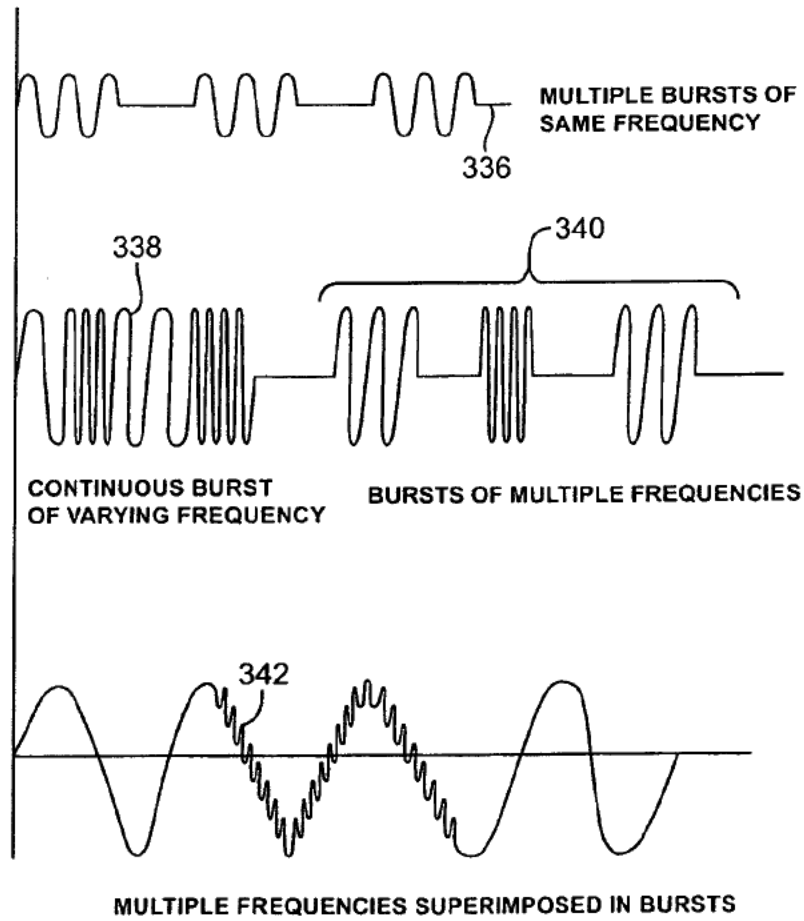 MULTIPLE BURSTS OF
SAME FREQUENCY
336
338
340
CONTINUOUS BURST
OF VARYING FREQUENCY
BURSTS OF MULTIPLE FREQUENCIES
342
MULTIPLE FREQUENCIES SUPERIMPOSED IN BURSTS